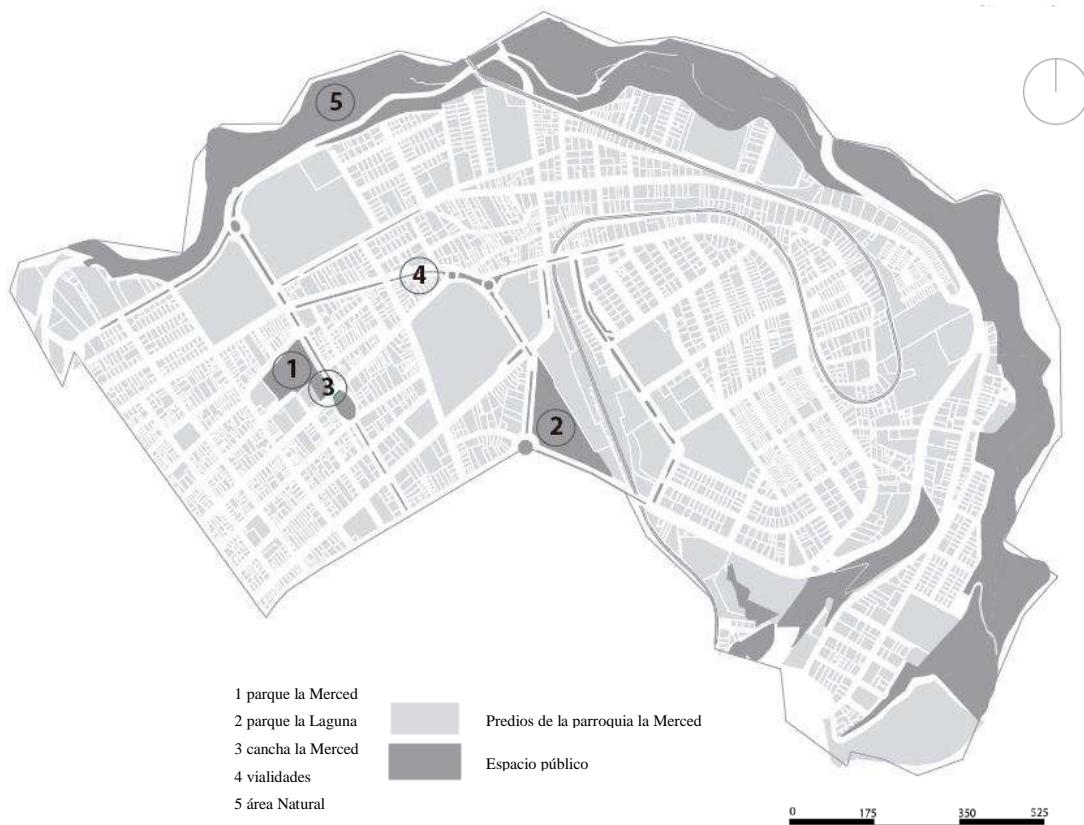 5
4
1
3
2
1 parque la Merced
2 parque la Laguna
3 cancha la Merced
4 vialidades
5 área Natural
Predios de la parroquia la Merced
Espacio público
0 175 350 525